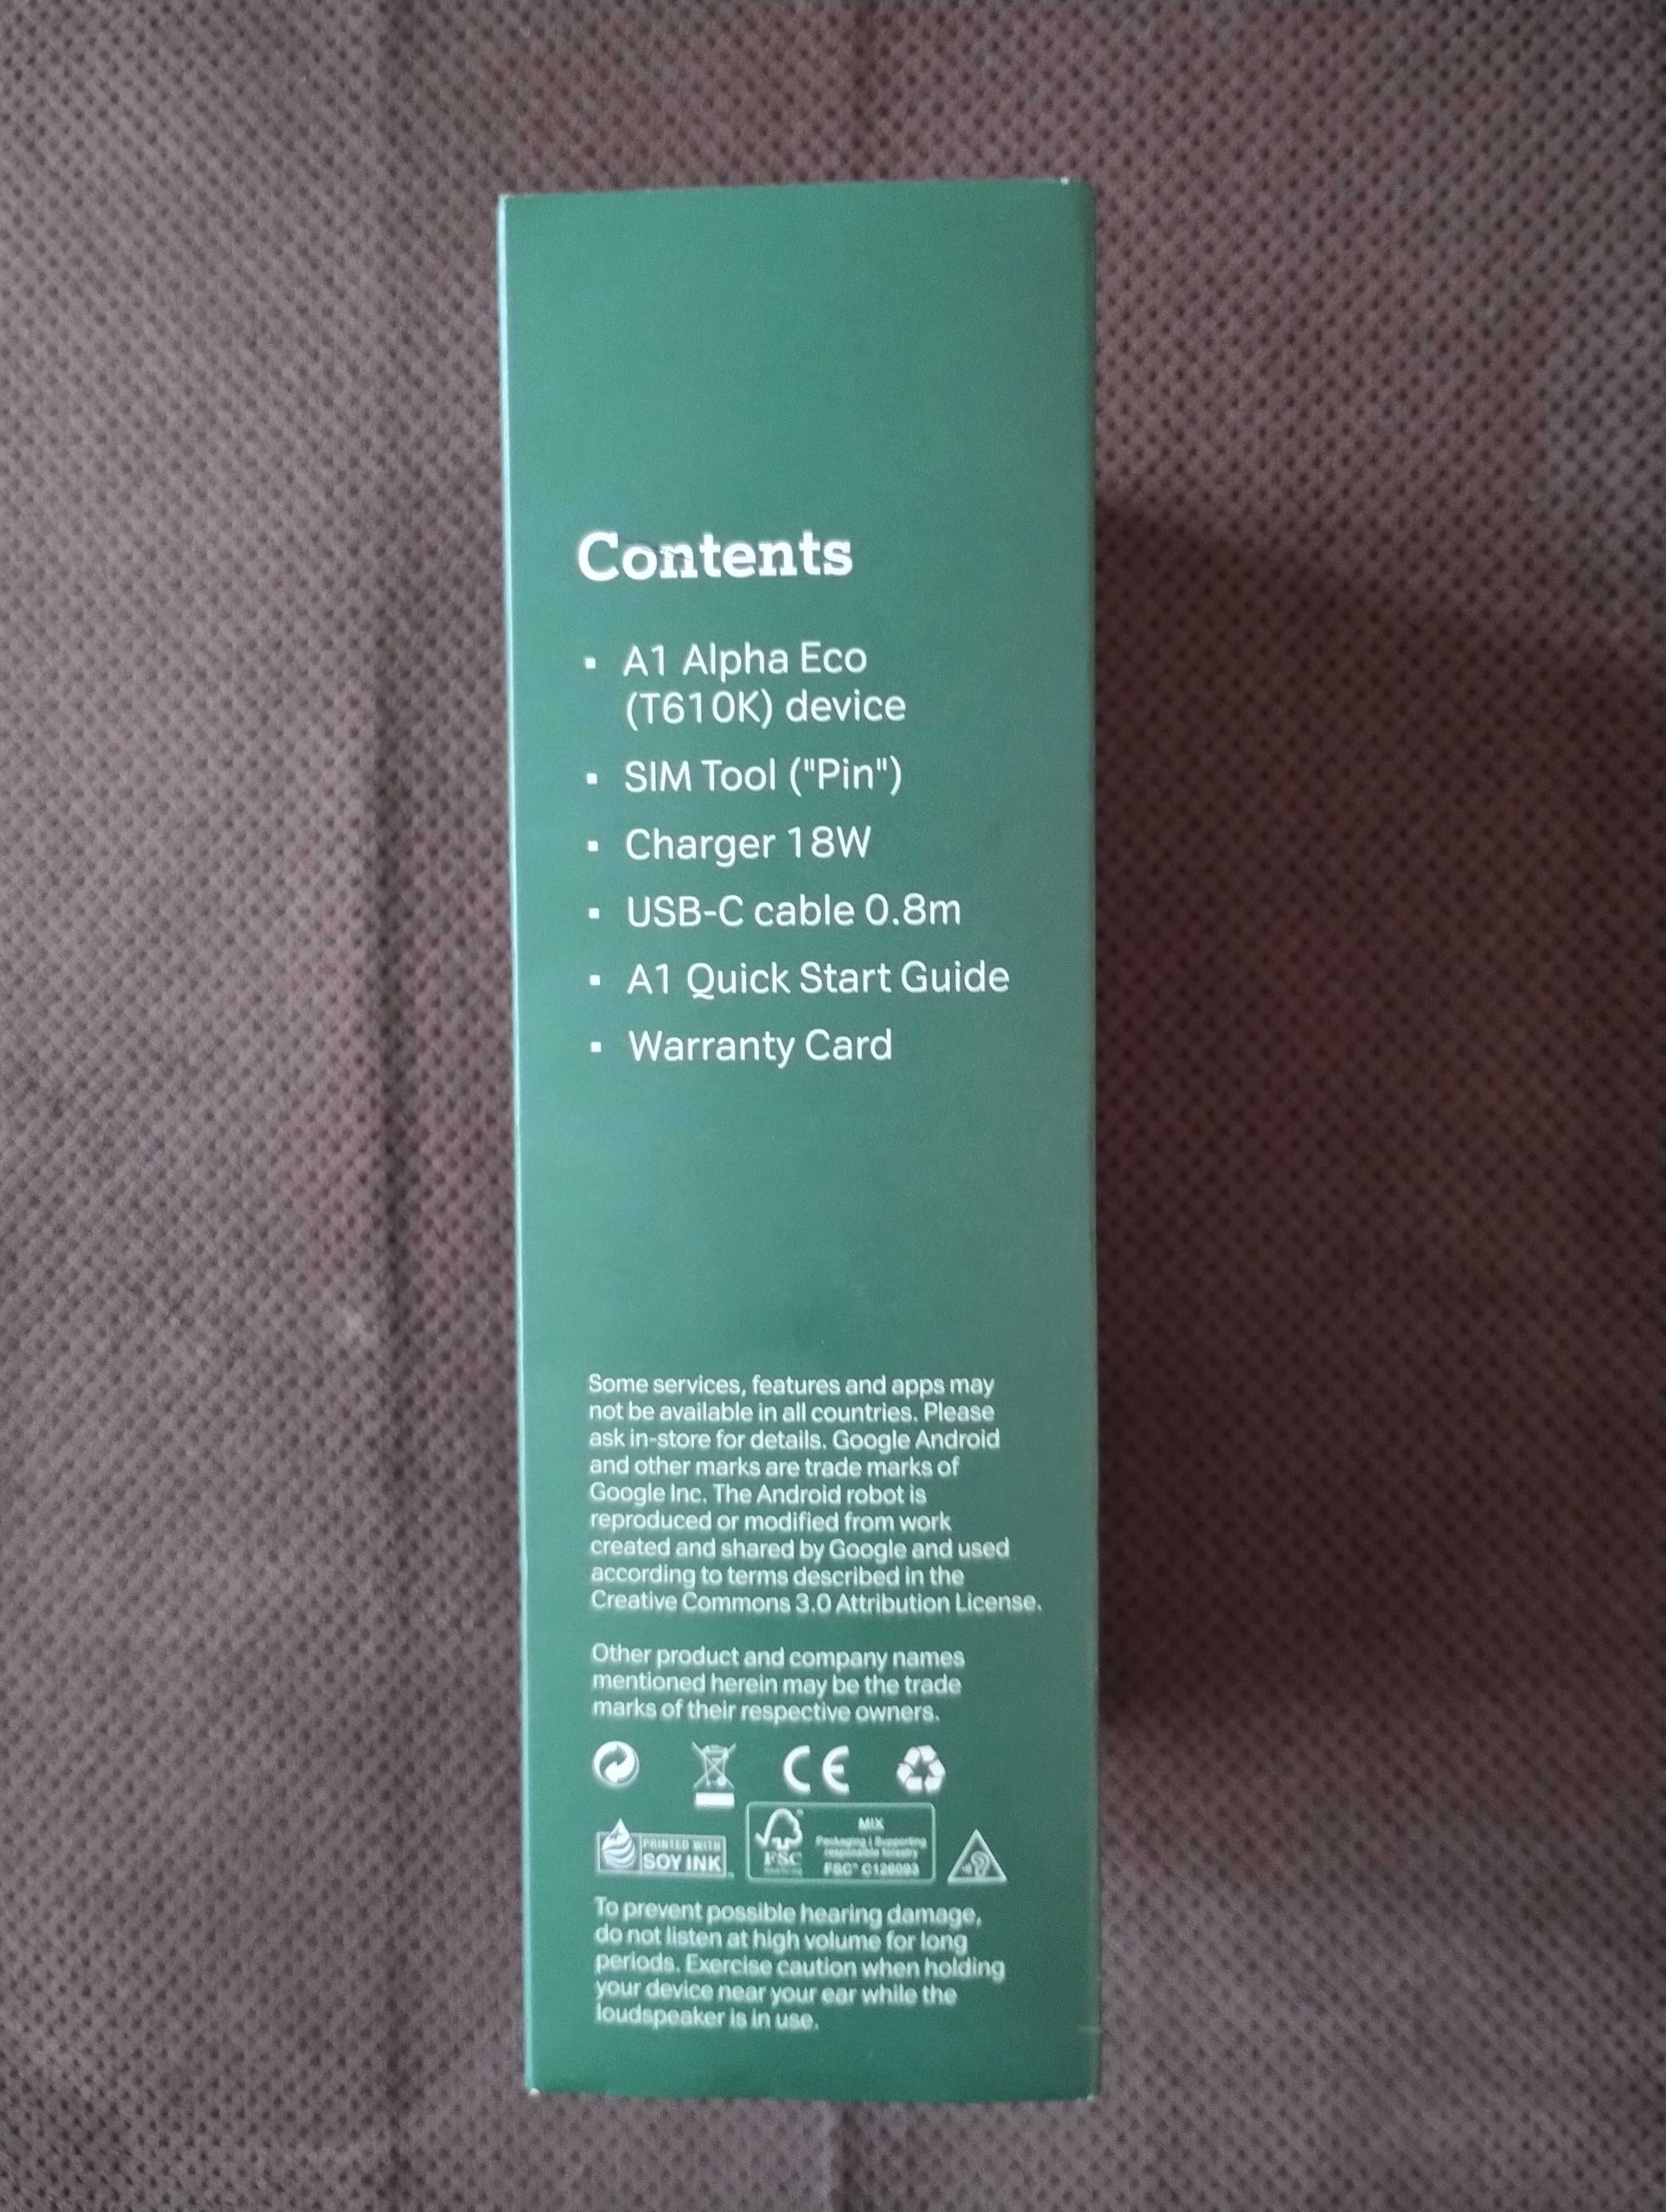 Contents
▪ A1 Alpha Eco
(T610K) device
▪ SIM Tool ("Pin")
▪ Charger 18W
▪ USB-C cable 0.8m
▪ A1 Quick Start Guide
▪ Warranty Card
Some services, features and apps may
not be available in all countries. Please
ask in-store for details. Google Android
and other marks are trade marks of
Google Inc. The Android robot is
reproduced or modified from work
created and shared by Google and used
according to terms described in the
Creative Commons 3.0 Attribution License.
Other product and company names
mentioned herein may be the trade
marks of their respective owners.
CE
PRINTED WITH
SOY INK
FSC
MIX
Packaging | Supporting
responsible forestry
FSC® C126093
To prevent possible hearing damage,
do not listen at high volume for long
periods. Exercise caution when holding
your device near your ear while the
loudspeaker is in use.